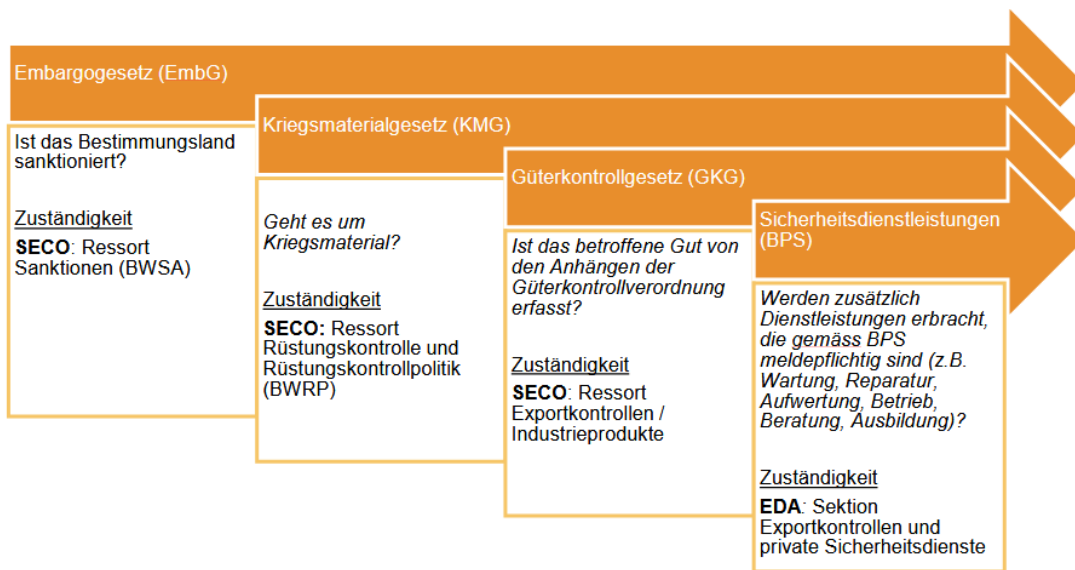 Embargogesetz (EmbG)
Ist das Bestimmungsland
sanktioniert?
Zuständigkeit
SECO: Ressort
Sanktionen (BWSA)
Kriegsmaterialgesetz (KMG)
Geht es um
Kriegsmaterial?
Zuständigkeit
SECO: Ressort
Rüstungskontrolle und
Rüstungskontrollpolitik
(BWRP)
Güterkontrollgesetz (GKG)
Ist das betroffene Gut von
den Anhängen der
Güterkontrollverordnung
erfasst?
Zuständigkeit
SECO: Ressort
Exportkontrollen /
Industrieprodukte
Sicherheitsdienstleistungen
(BPS)
Werden zusätzlich
Dienstleistungen erbracht,
die gemäss BPS
meldepflichtig sind (z.B.
Wartung, Reparatur,
Aufwertung, Betrieb,
Beratung, Ausbildung)?
Zuständigkeit
EDA: Sektion
Exportkontrollen und
private Sicherheitsdienste